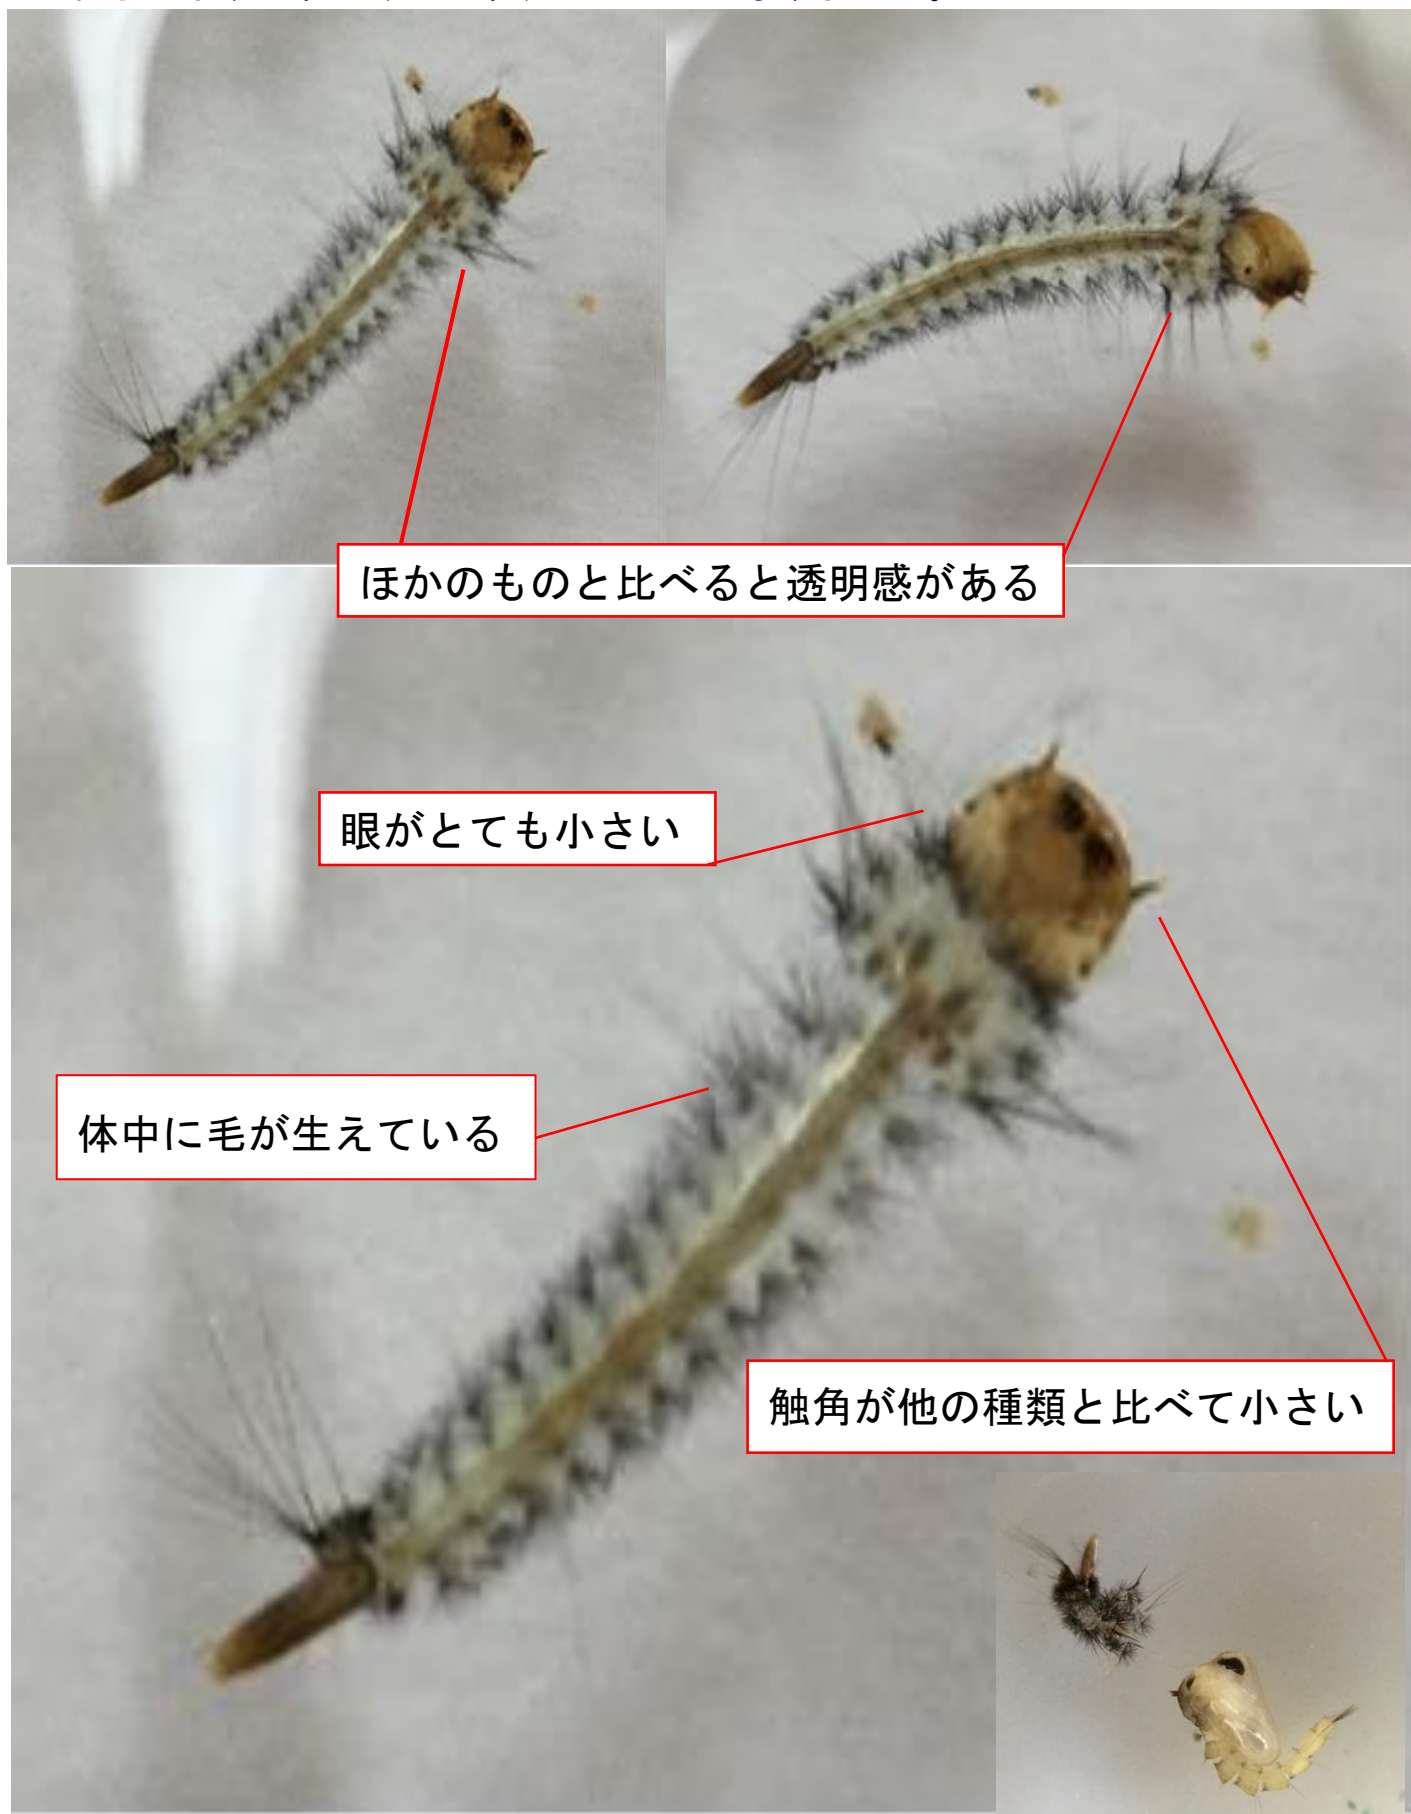 ほかのものと比べると透明感がある
眼がとても小さい
体中に毛が生えている
触角が他の種類と比べて小さい